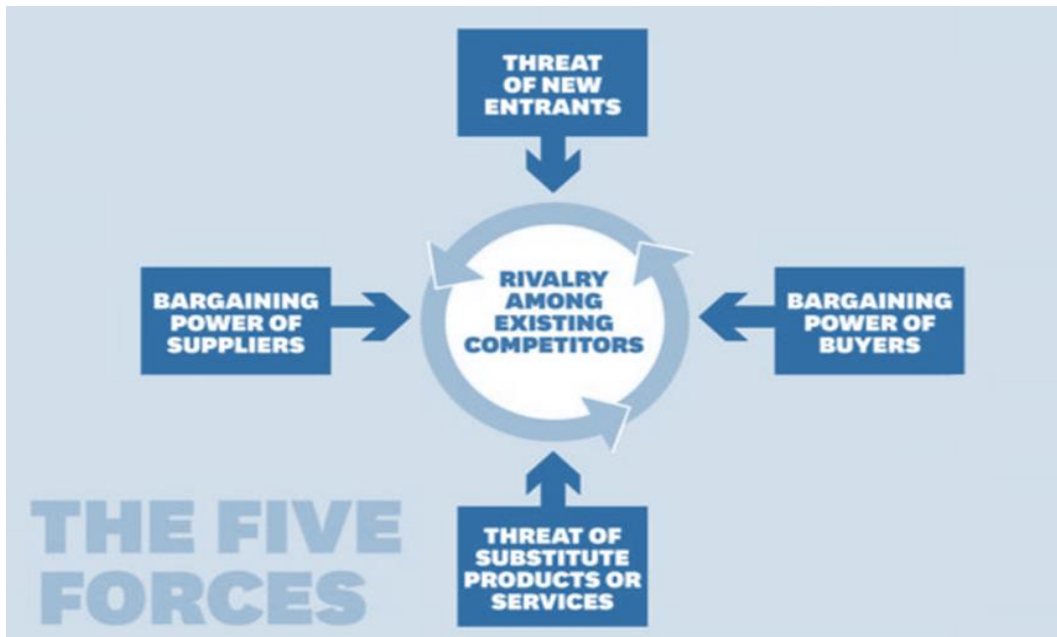 THREAT
OF NEW
ENTRANTS
BARGAINING
POWER OF
SUPPLIERS
RIVALRY
AMONG
EXISTING
COMPETITORS
BARGAINING
POWER OF
BUYERS
THREAT OF
SUBSTITUTE
PRODUCTS OR
SERVICES
THE FIVE
FORCES